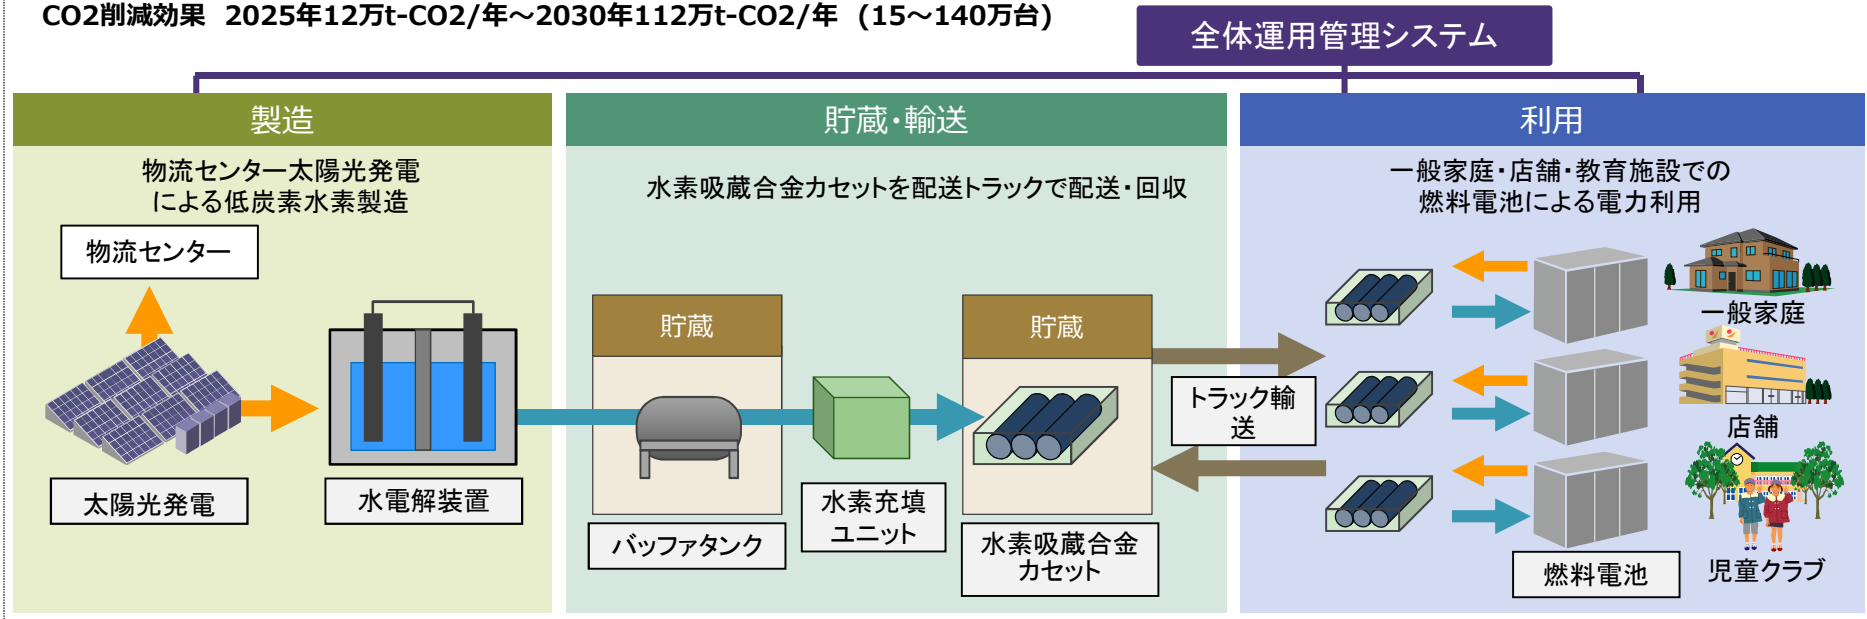 CO2削減効果 2025年12万t-CO2/年～2030年112万t-CO2/年 (15～140万台)
全体運用管理システム
製造
物流センター太陽光発電
による低炭素水素製造
物流センター
太陽光発電
水電解装置
貯蔵・輸送
水素吸蔵合金カセットを配送トラックで配送・回収
貯蔵
バッファタンク
水素充填
ユニット
貯蔵
水素吸蔵合金
カセット
トラック輸
送
利用
一般家庭・店舗・教育施設での
燃料電池による電力利用
一般家庭
店舗
児童クラブ
燃料電池